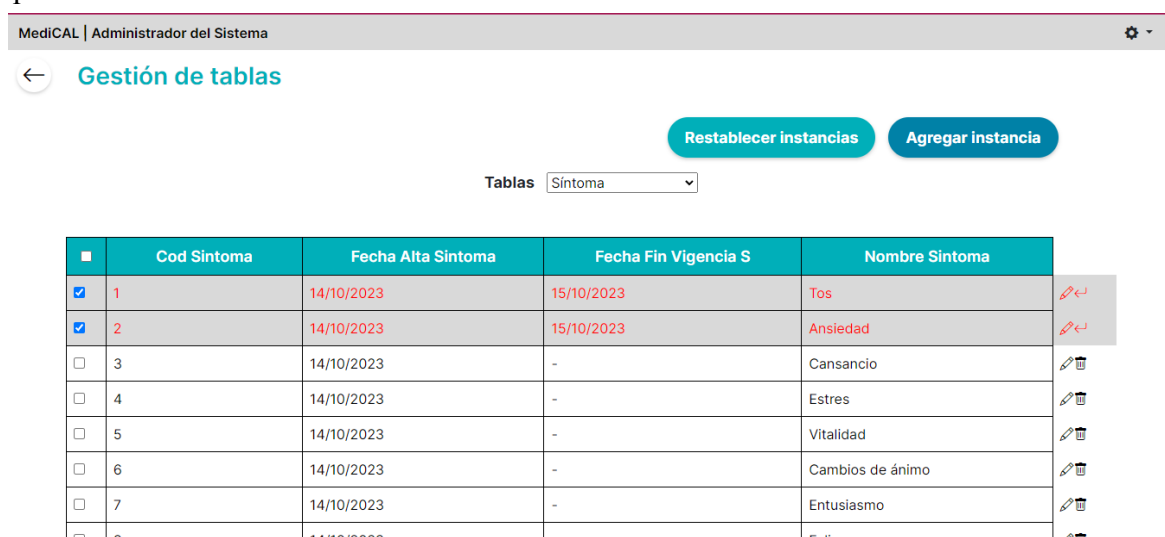 MediCAL | Administrador del Sistema
Gestión de tablas
Restablecer instancias Agregar instancia
Tablas Síntoma
Cod Sintoma Fecha Alta Sintoma Fecha Fin Vigencia S Nombre Sintoma
1 14/10/2023 15/10/2023 Tos
2 14/10/2023 15/10/2023 Ansiedad
3 14/10/2023 - Cansancio
4 14/10/2023 - Estres
5 14/10/2023 - Vitalidad
6 14/10/2023 - Cambios de ánimo
7 14/10/2023 - Entusiasmo